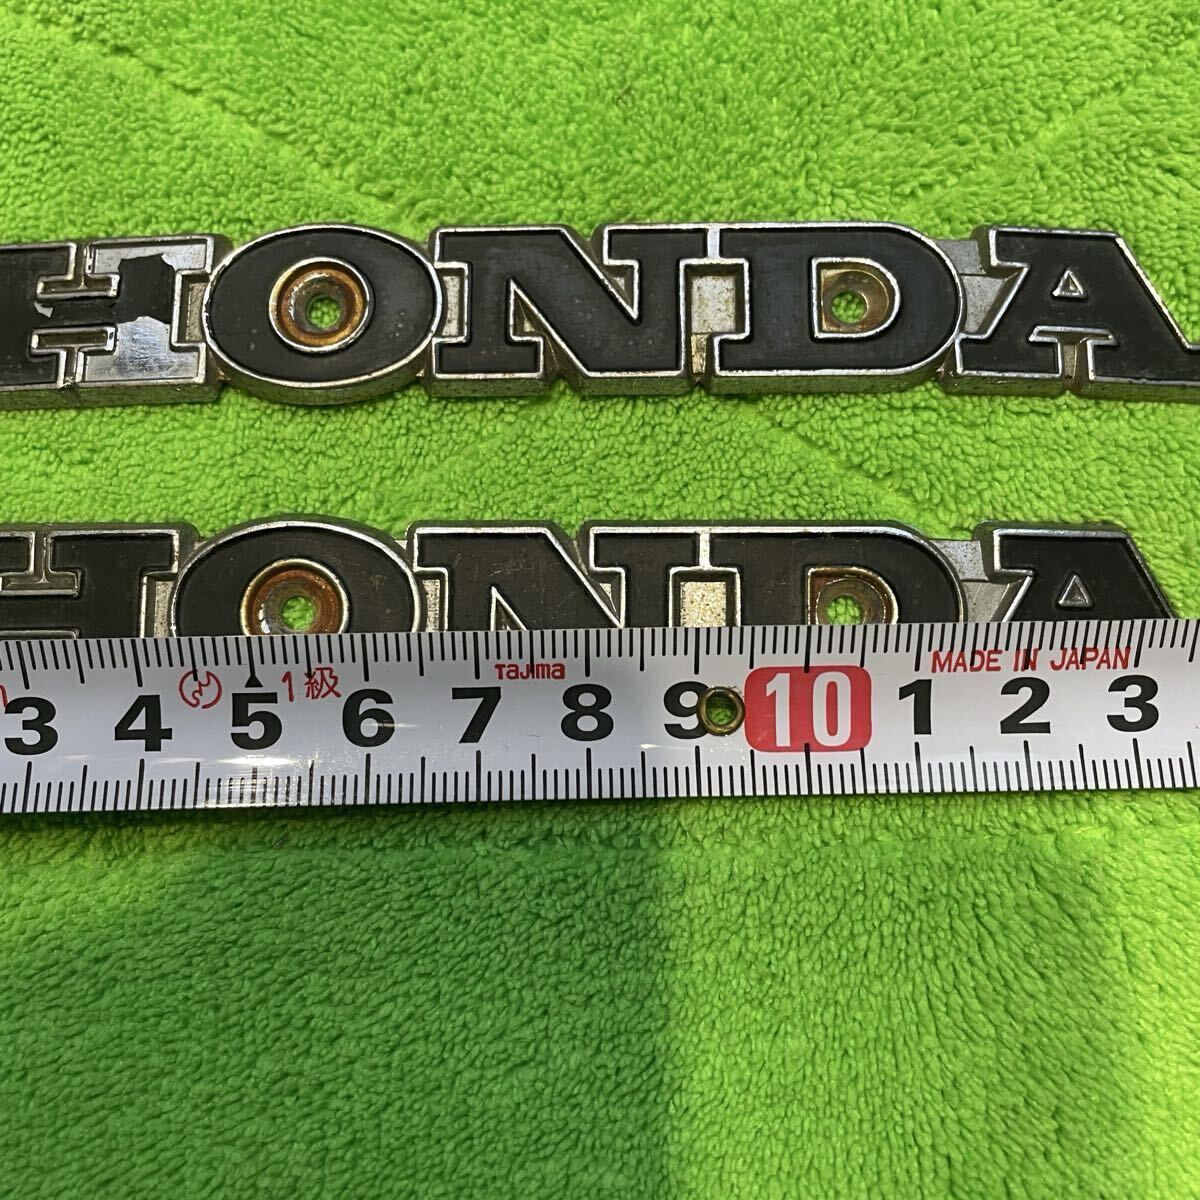 HONDA
HONDA
1級 Tajima MADE IN JAPAN
3 4 5 6 7 8 9 10 1 2 3